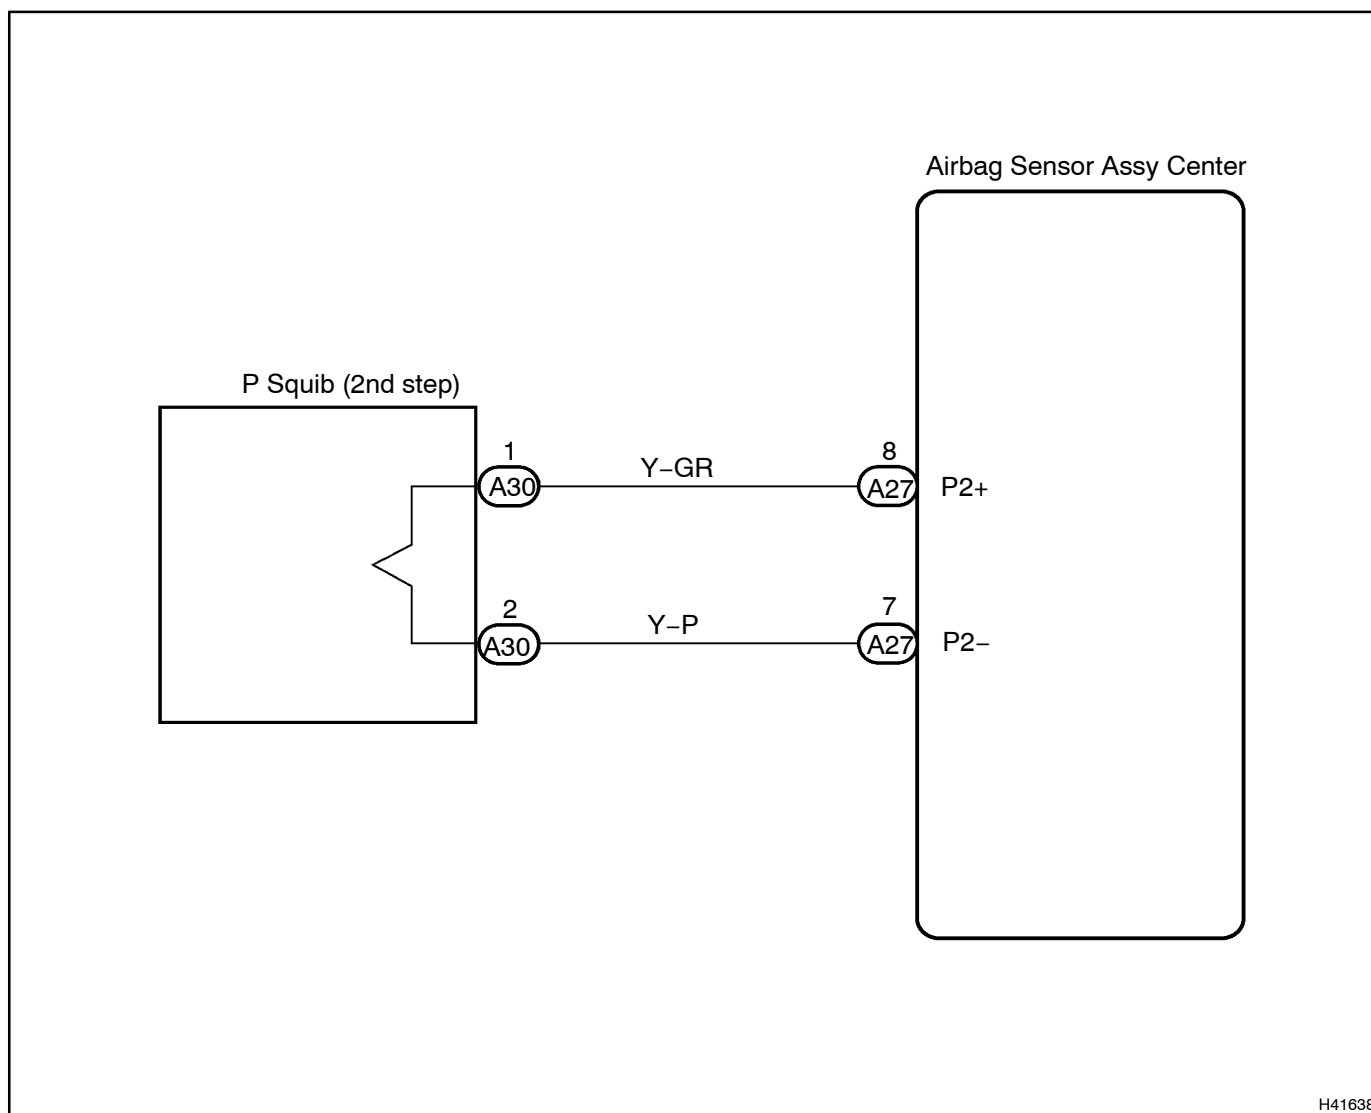 Airbag Sensor Assy Center
P Squib (2nd step)
1
Y−GR
8
A30
A27
P2+
2
Y−P
7
A30
A27
P2−
H41638